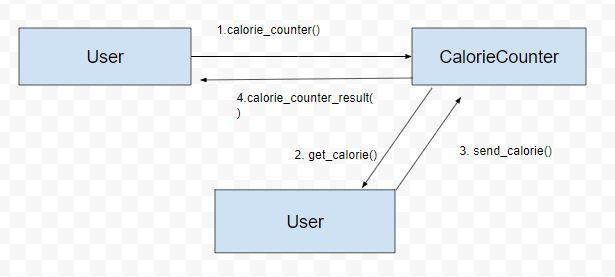 1.calorie_counter()
User
CalorieCounter
4.calorie_counter_result(
)
2. get_calorie()
3. send_calorie()
User